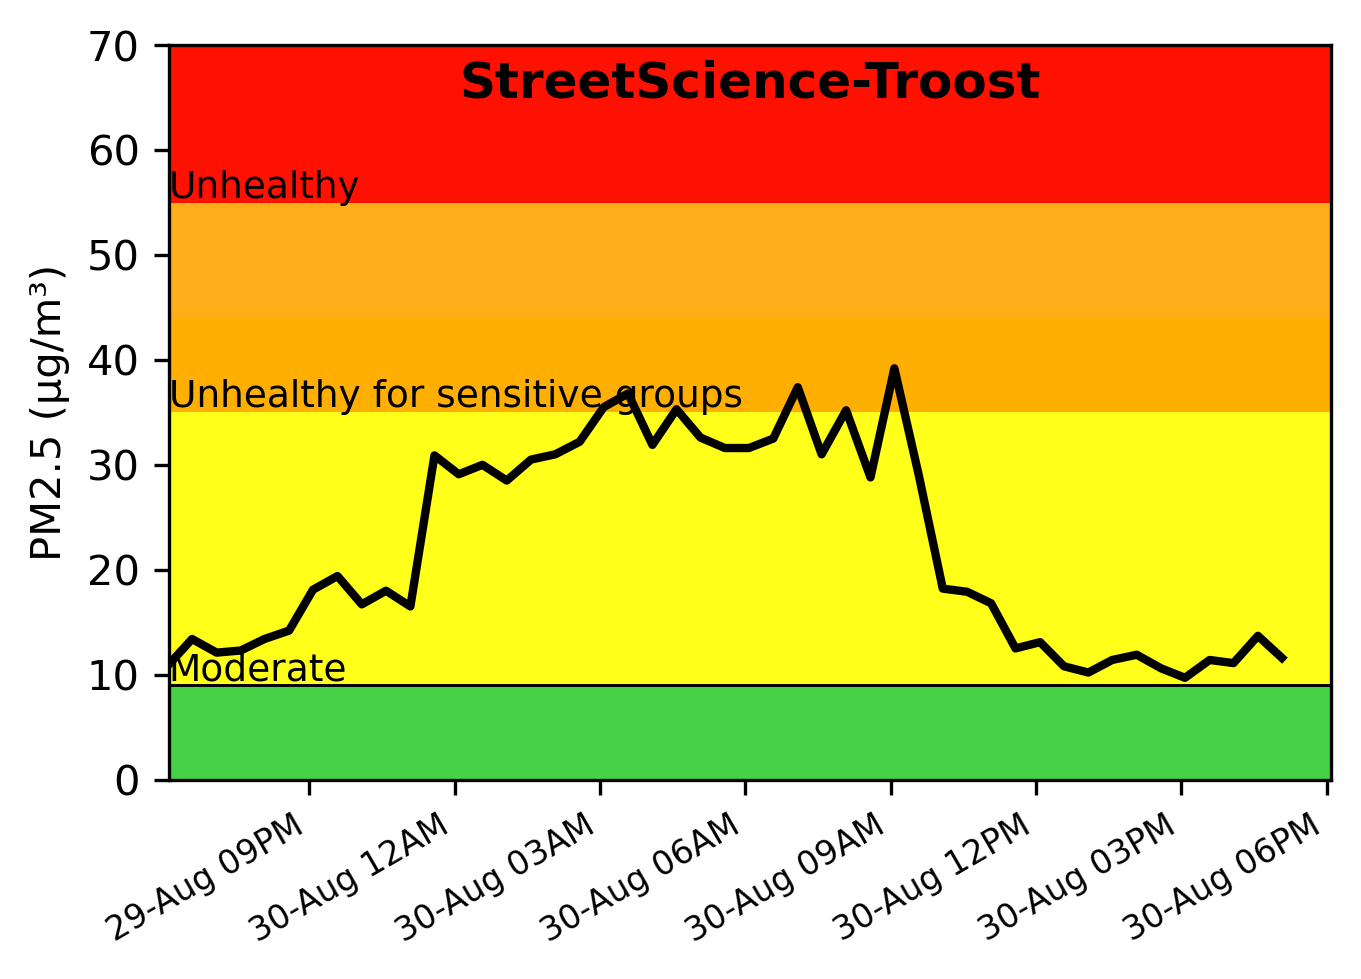 StreetScience-Troost
PM2.5 (µg/m³)
70
60
50
40
30
20
10
0
Unhealthy
Unhealthy for sensitive groups
Moderate
29-Aug 09PM
30-Aug 12AM
30-Aug 03AM
30-Aug 06AM
30-Aug 09AM
30-Aug 12PM
30-Aug 03PM
30-Aug 06PM